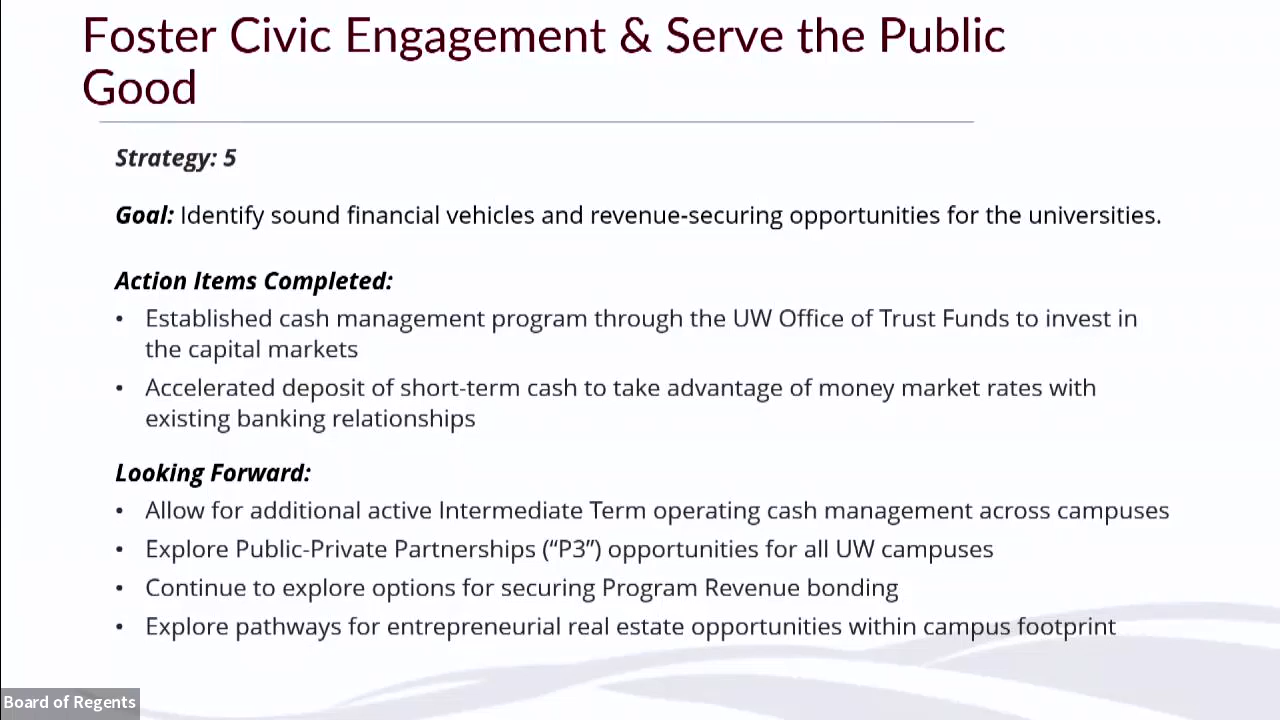 Foster Civic Engagement & Serve the Public
Good
Strategy: 5
Goal: Identify sound financial vehicles and revenue-securing opportunities for the universities.
Action Items Completed:
• Established cash management program through the UW Office of Trust Funds to invest in
the capital markets
• Accelerated deposit of short-term cash to take advantage of money market rates with
existing banking relationships
Looking Forward:
• Allow for additional active Intermediate Term operating cash management across campuses
• Explore Public-Private Partnerships (“P3”) opportunities for all UW campuses
• Continue to explore options for securing Program Revenue bonding
• Explore pathways for entrepreneurial real estate opportunities within campus footprint
Board of Regents